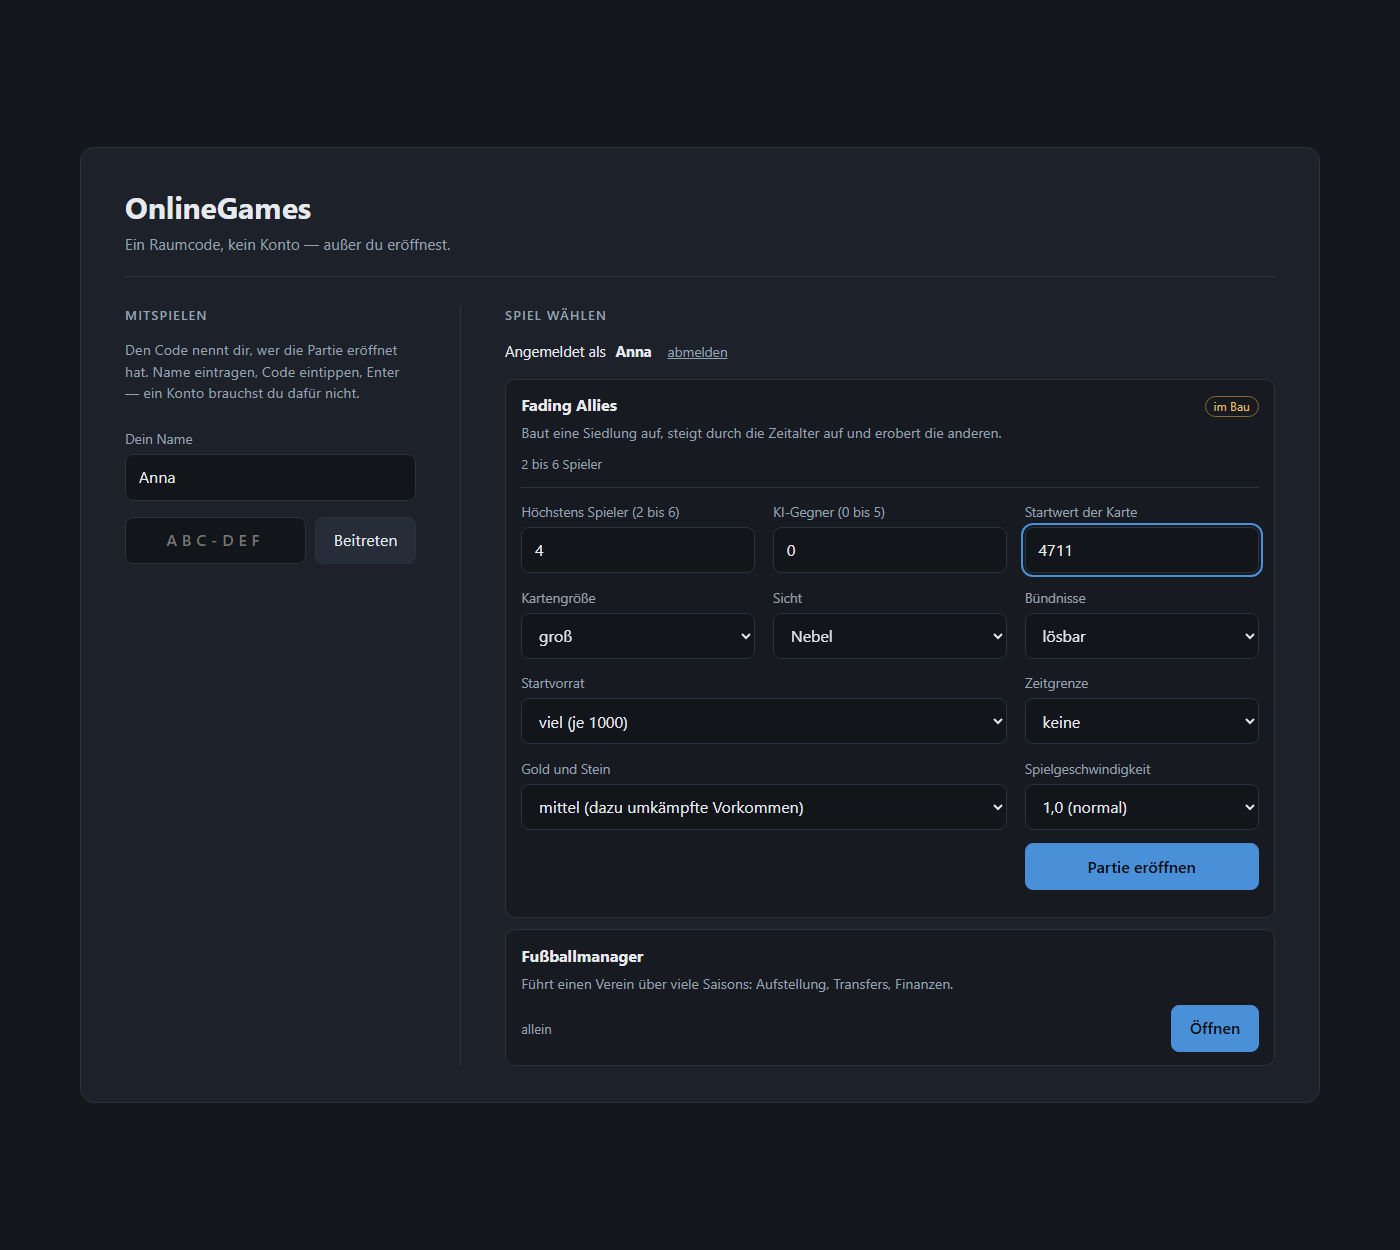 OnlineGames
Ein Raumcode, kein Konto — außer du eröffnest.
MITSPIELEN
Den Code nennt dir, wer die Partie eröffnet
hat. Name eintragen, Code eintippen, Enter
— ein Konto brauchst du dafür nicht.
Dein Name
Anna
ABC-DEF
Beitreten
SPIEL WÄHLEN
Angemeldet als Anna abmelden
Fading Allies
im Bau
Baut eine Siedlung auf, steigt durch die Zeitalter auf und erobert die anderen.
2 bis 6 Spieler
Höchstens Spieler (2 bis 6)
4
KI-Gegner (0 bis 5)
0
Startwert der Karte
4711
Kartengröße
groß
Sicht
Nebel
Bündnisse
lösbar
Startvorrat
viel (je 1000)
Zeitgrenze
keine
Gold und Stein
mittel (dazu umkämpfte Vorkommen)
Spielgeschwindigkeit
1,0 (normal)
Partie eröffnen
Fußballmanager
Führt einen Verein über viele Saisons: Aufstellung, Transfers, Finanzen.
allein
Öffnen